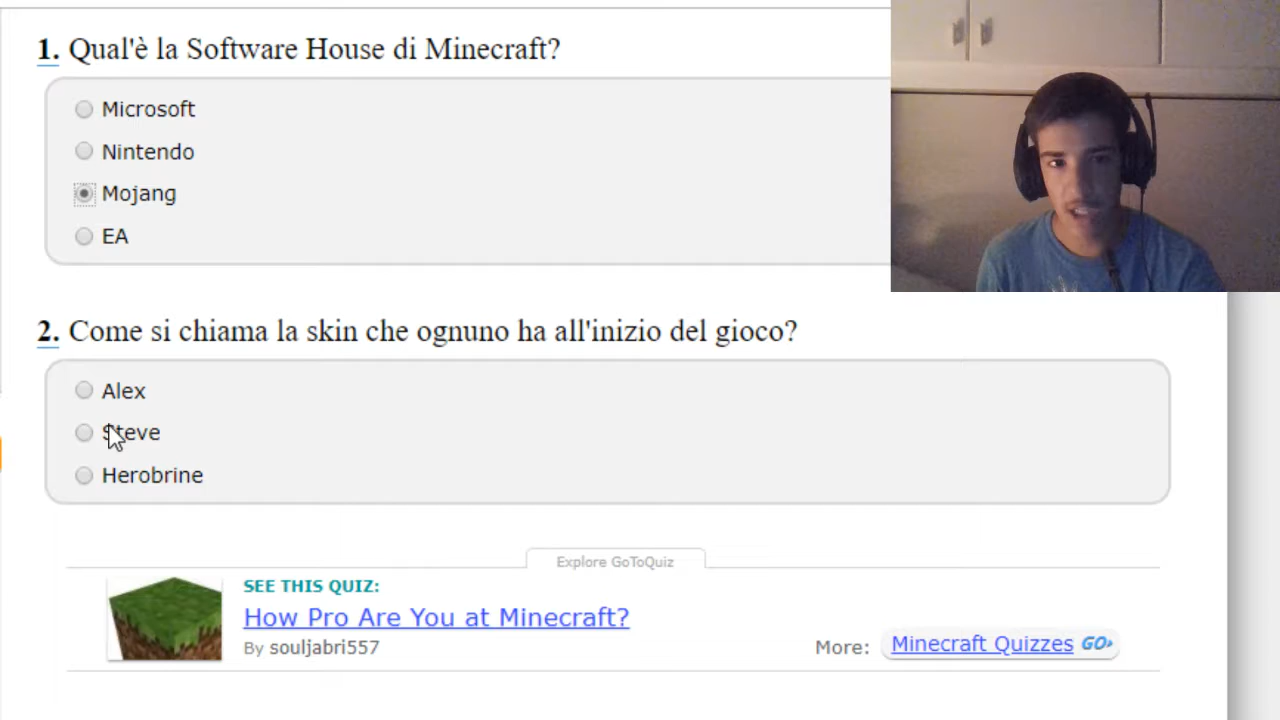 1. Qual'è la Software House di Minecraft?
Microsoft
Nintendo
Mojang
EA
2. Come si chiama la skin che ognuno ha all'inizio del gioco?
Alex
Steve
Herobrine
Explore GoToQuiz
SEE THIS QUIZ:
How Pro Are You at Minecraft?
By souljabri557
More: Minecraft Quizzes GO›